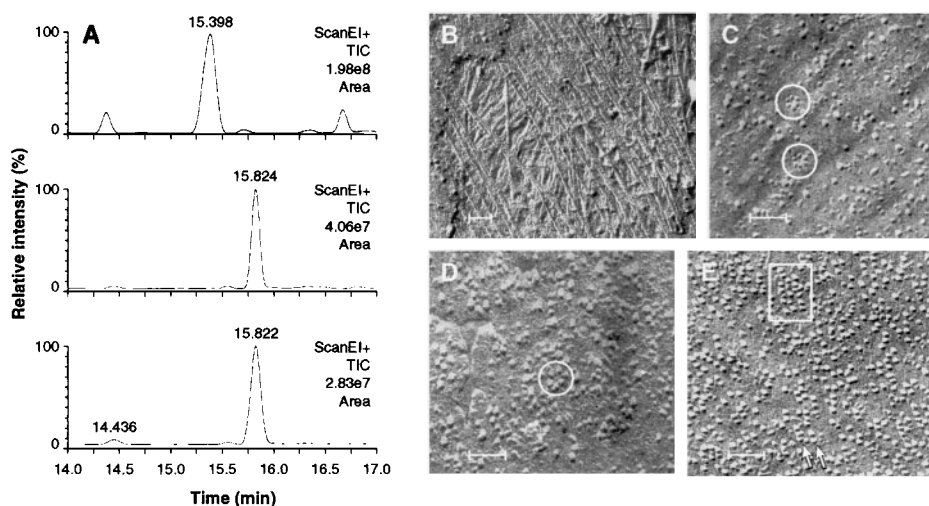 A
15.398
100
ScanEI+
TIC
1.98e8
Area
0
15.824
100
ScanEI+
TIC
4.06e7
Area
0
15.822
100
ScanEI+
TIC
2.83e7
Area
14.436
0
14.0 14.5 15.0 15.5 15.5 16.0 16.5 17.0
Time (min)
Relative intensity (%)
B
C
D
E